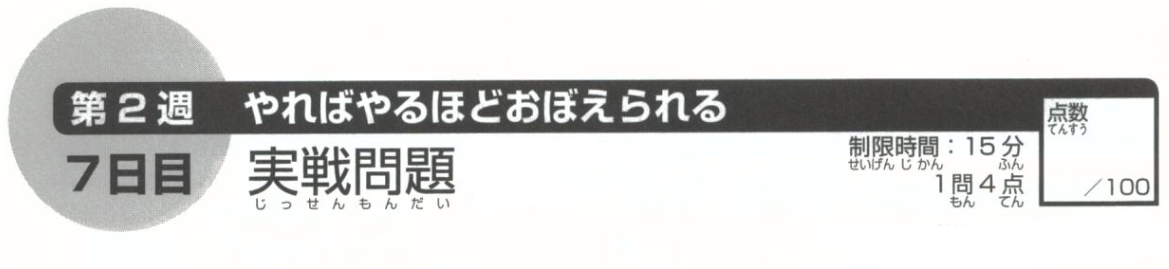 第2週 やればやるほどおぼえられる
点数
てんすう
制限時間：15分
せいげんじかん ふん
1問4点
もん てん
／100
7日目 実戦問題
じっせんもんだい